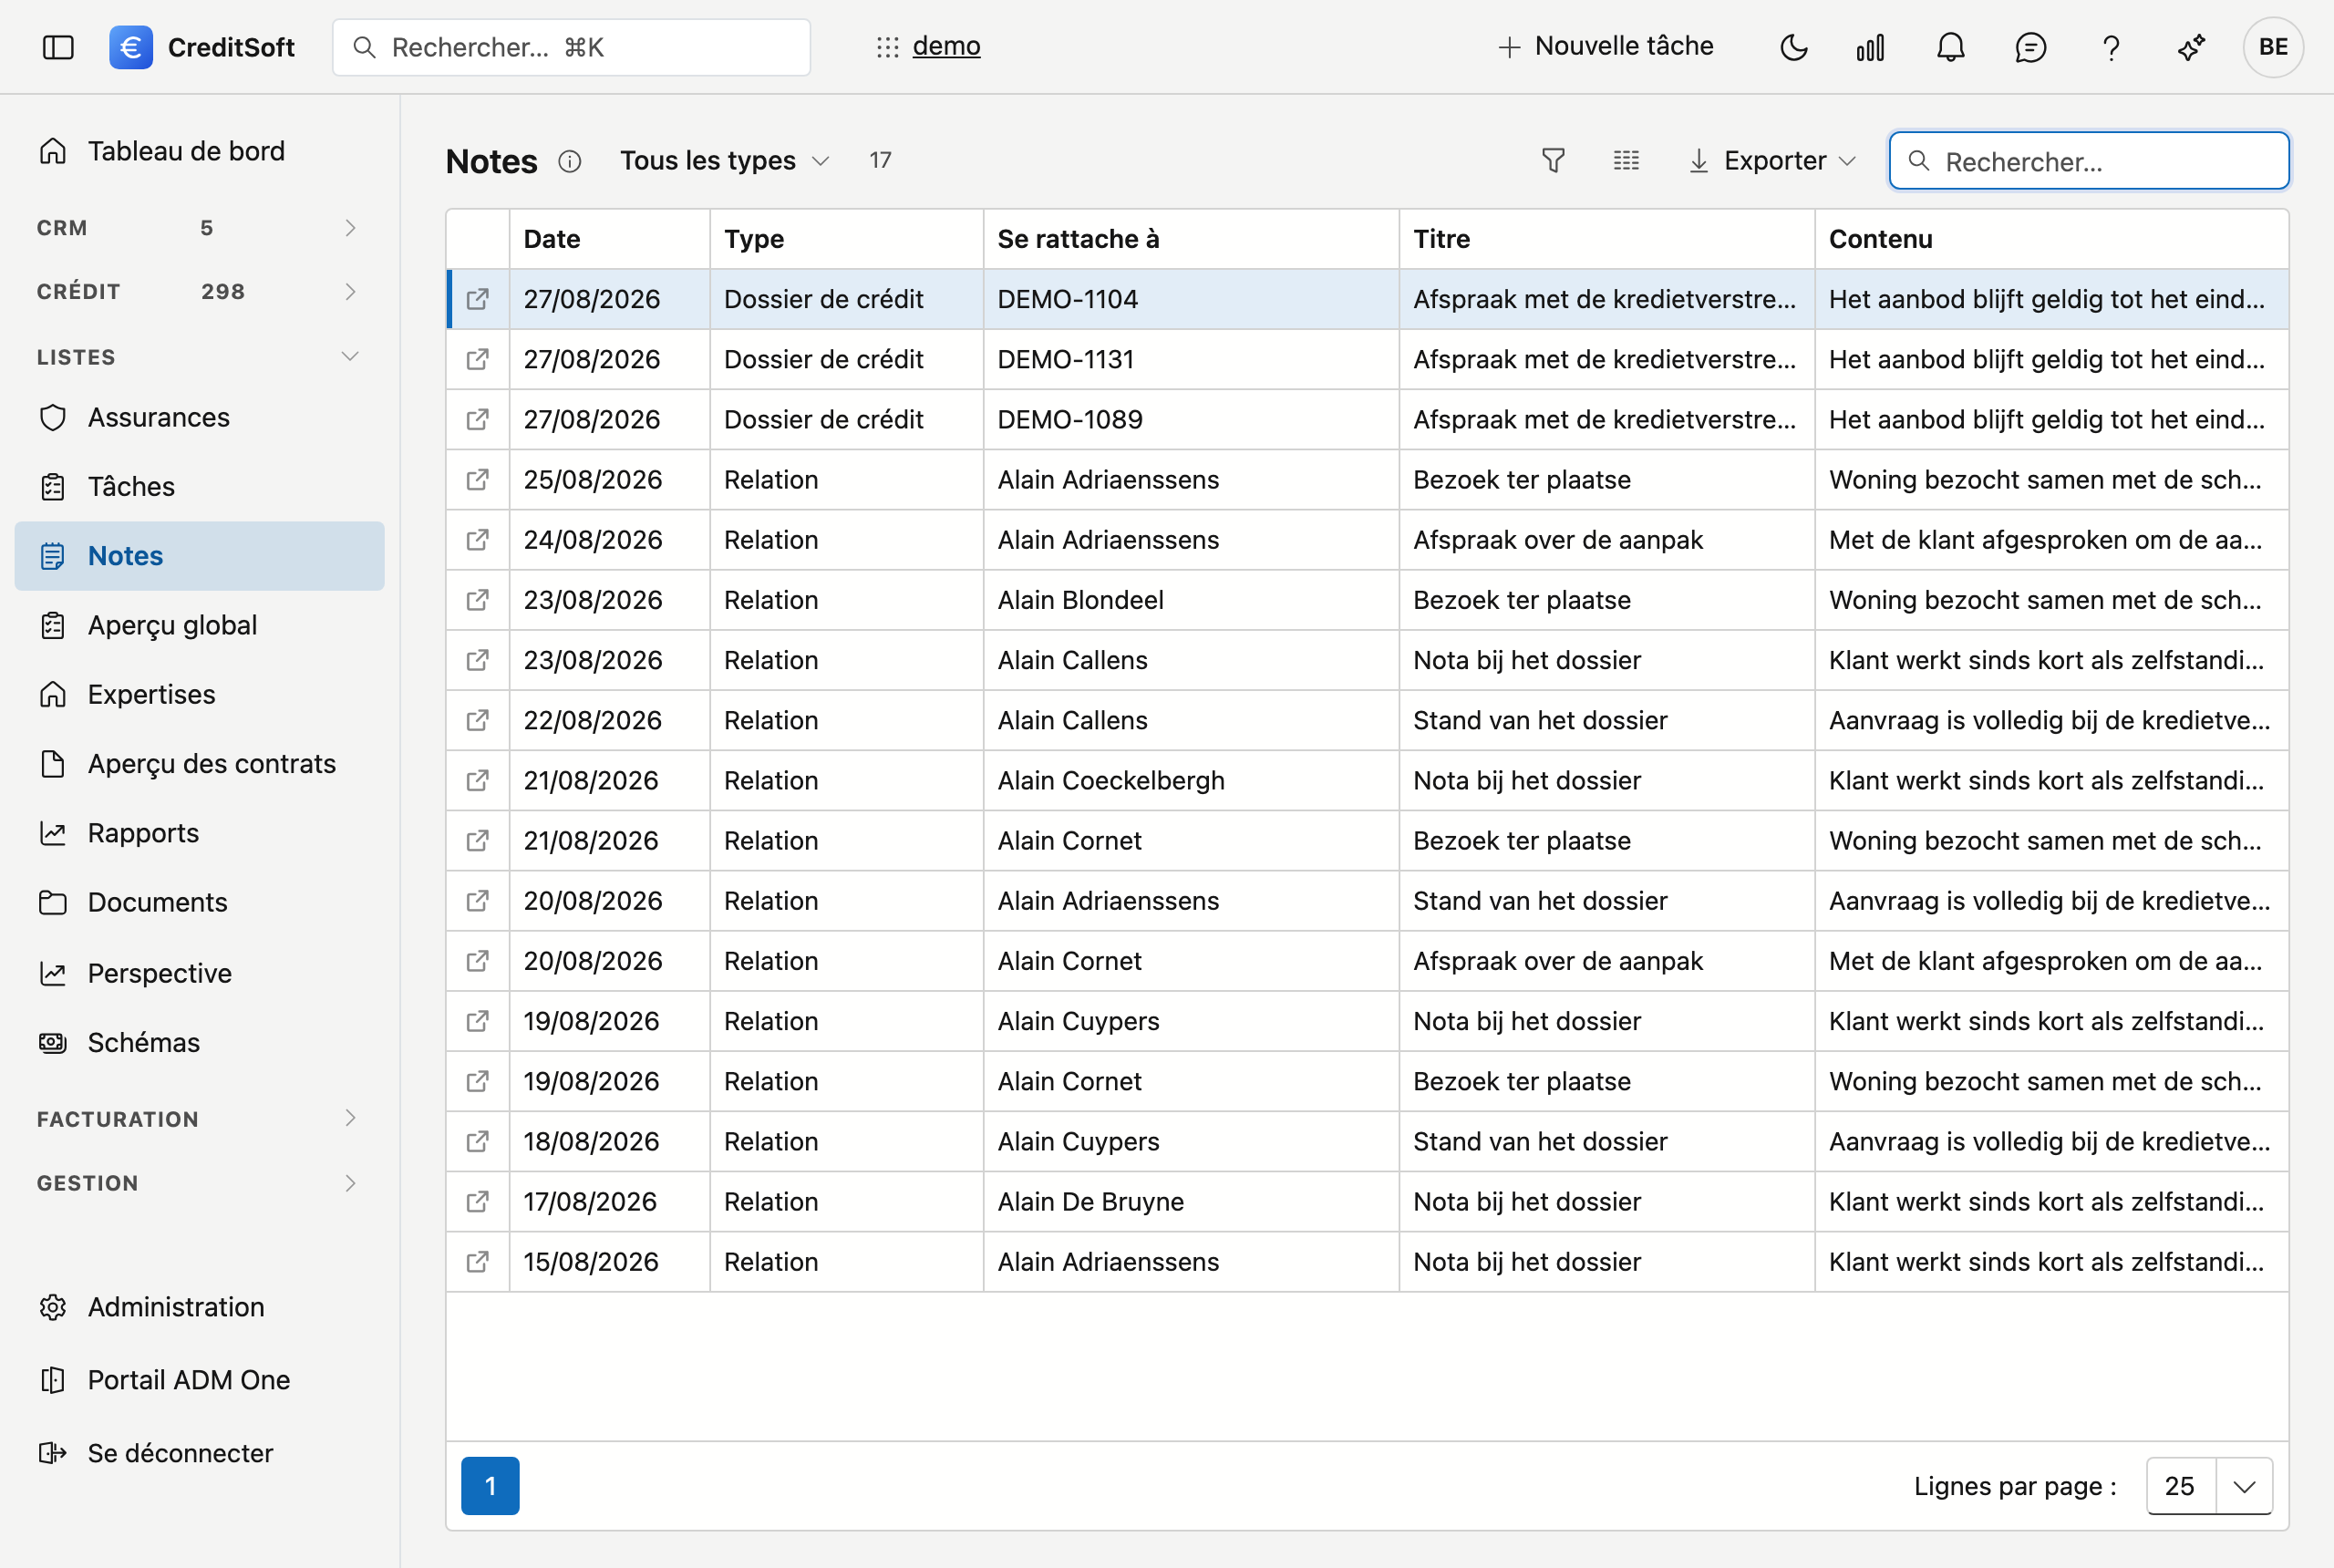 CreditSoft
Rechercher... ⌘K
demo
Nouvelle tâche
BE
Tableau de bord
CRM 5
CRÉDIT 298
LISTES
Assurances
Tâches
Notes
Aperçu global
Expertises
Aperçu des contrats
Rapports
Documents
Perspective
Schémas
FACTURATION
GESTION
Administration
Portail ADM One
Se déconnecter
Notes Tous les types 17
Exporter
Rechercher...
Date Type Se rattache à Titre Contenu
27/08/2026 Dossier de crédit DEMO-1104 Afspraak met de kredietverstre... Het aanbod blijft geldig tot het eind...
27/08/2026 Dossier de crédit DEMO-1131 Afspraak met de kredietverstre... Het aanbod blijft geldig tot het eind...
27/08/2026 Dossier de crédit DEMO-1089 Afspraak met de kredietverstre... Het aanbod blijft geldig tot het eind...
25/08/2026 Relation Alain Adriaenssens Bezoek ter plaatse Woning bezocht samen met de sch...
24/08/2026 Relation Alain Adriaenssens Afspraak over de aanpak Met de klant afgesproken om de aa...
23/08/2026 Relation Alain Blondeel Bezoek ter plaatse Woning bezocht samen met de sch...
23/08/2026 Relation Alain Callens Nota bij het dossier Klant werkt sinds kort als zelfstandi...
22/08/2026 Relation Alain Callens Stand van het dossier Aanvraag is volledig bij de kredietve...
21/08/2026 Relation Alain Coeckelbergh Nota bij het dossier Klant werkt sinds kort als zelfstandi...
21/08/2026 Relation Alain Cornet Bezoek ter plaatse Woning bezocht samen met de sch...
20/08/2026 Relation Alain Adriaenssens Stand van het dossier Aanvraag is volledig bij de kredietve...
20/08/2026 Relation Alain Cornet Afspraak over de aanpak Met de klant afgesproken om de aa...
19/08/2026 Relation Alain Cuypers Nota bij het dossier Klant werkt sinds kort als zelfstandi...
19/08/2026 Relation Alain Cornet Bezoek ter plaatse Woning bezocht samen met de sch...
18/08/2026 Relation Alain Cuypers Stand van het dossier Aanvraag is volledig bij de kredietve...
17/08/2026 Relation Alain De Bruyne Nota bij het dossier Klant werkt sinds kort als zelfstandi...
15/08/2026 Relation Alain Adriaenssens Nota bij het dossier Klant werkt sinds kort als zelfstandi...
1
Lignes par page : 25